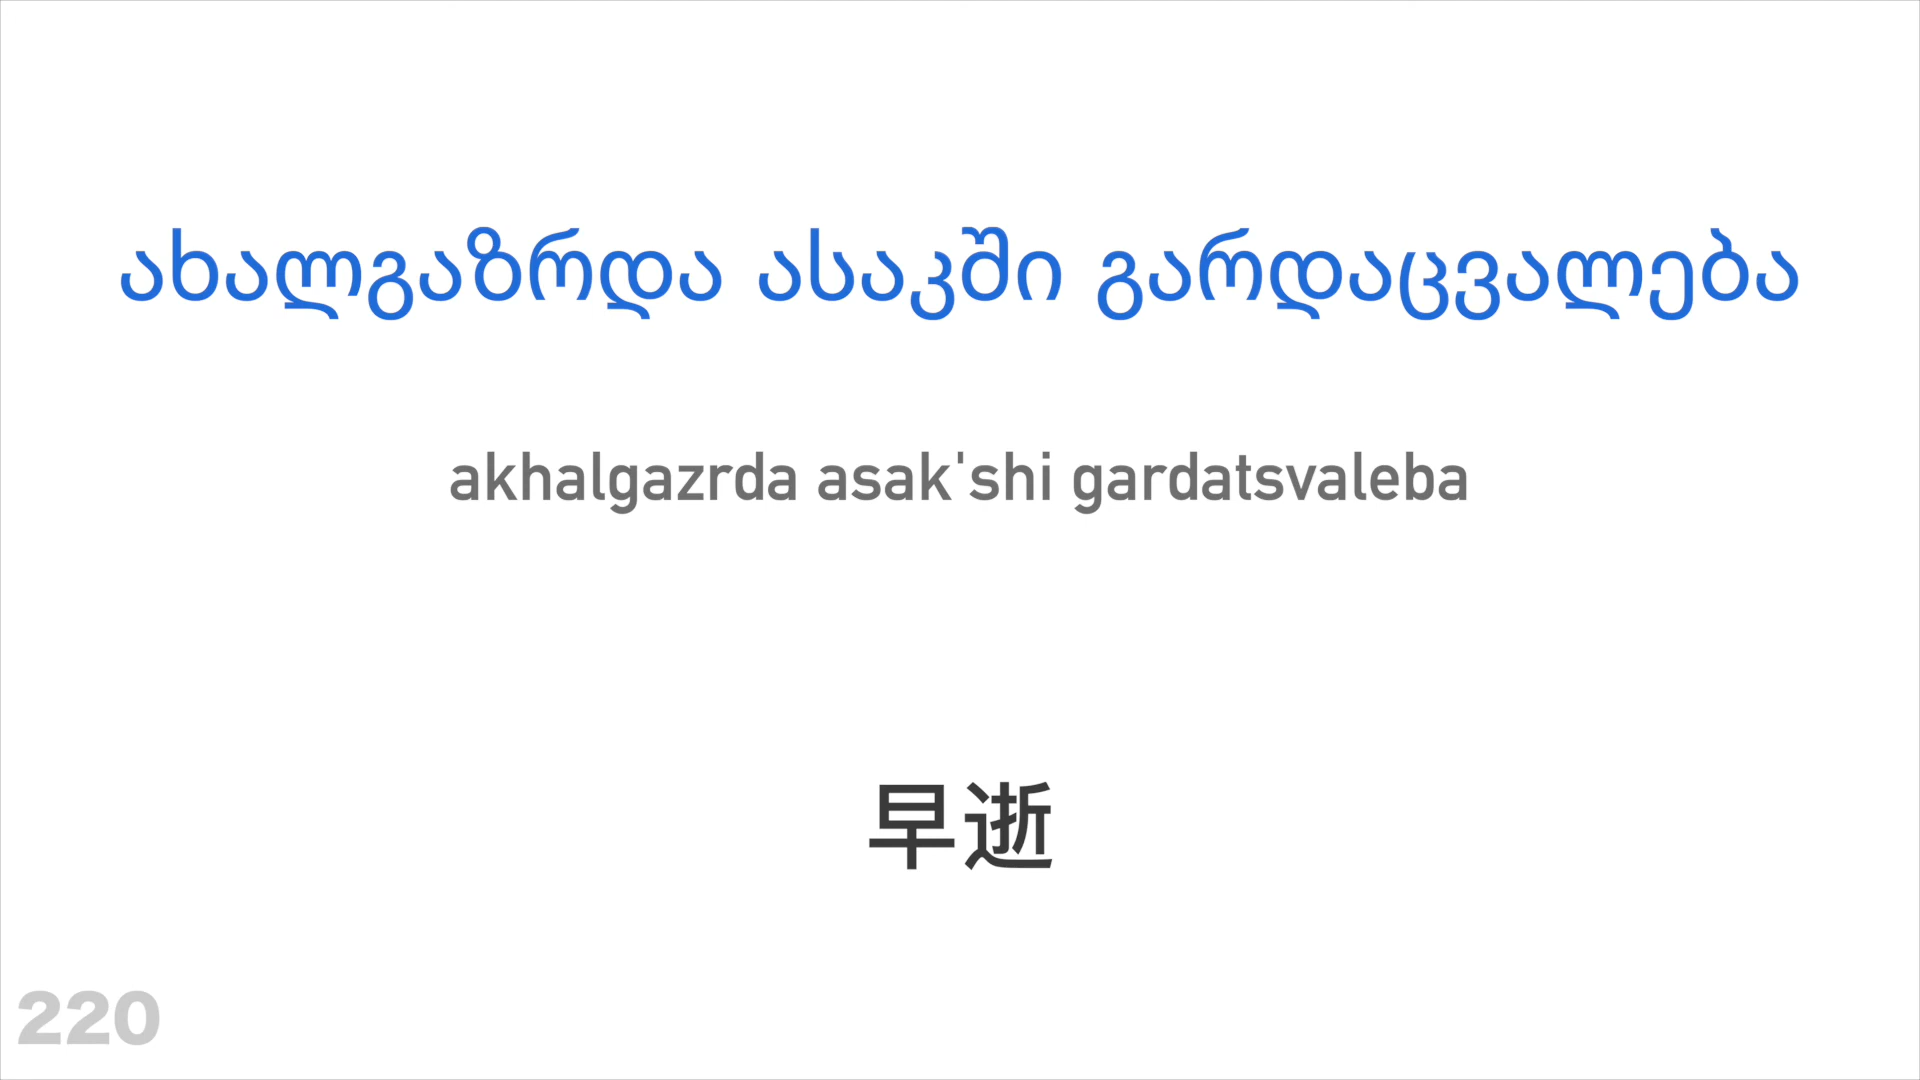 ახალგაზრდა ასაკში გარდაცვალება
akhalgazrda asak'shi gardatsvaleba
早逝
220